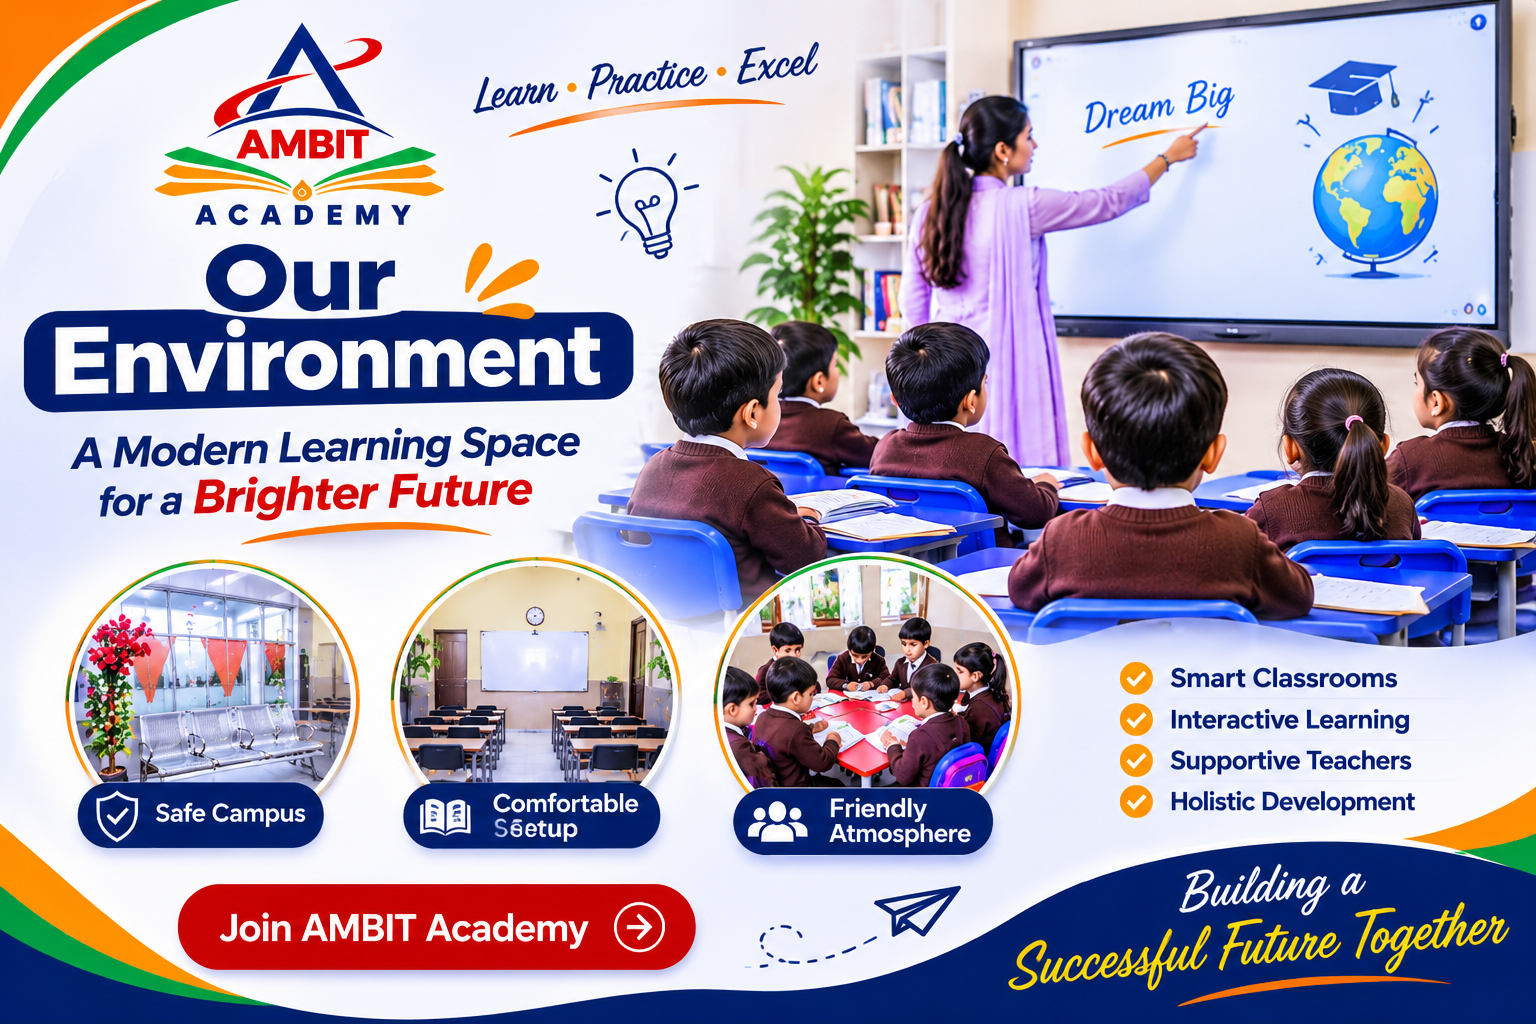 AMBIT
ACADEMY
Learn • Practice • Excel
Dream Big
Our
Environment
A Modern Learning Space
for a Brighter Future
Safe Campus
Comfortable
Friendly
Atmosphere
Smart Classrooms
Interactive Learning
Supportive Teachers
Holistic Development
Join AMBIT Academy
Building a
Successful Future Together